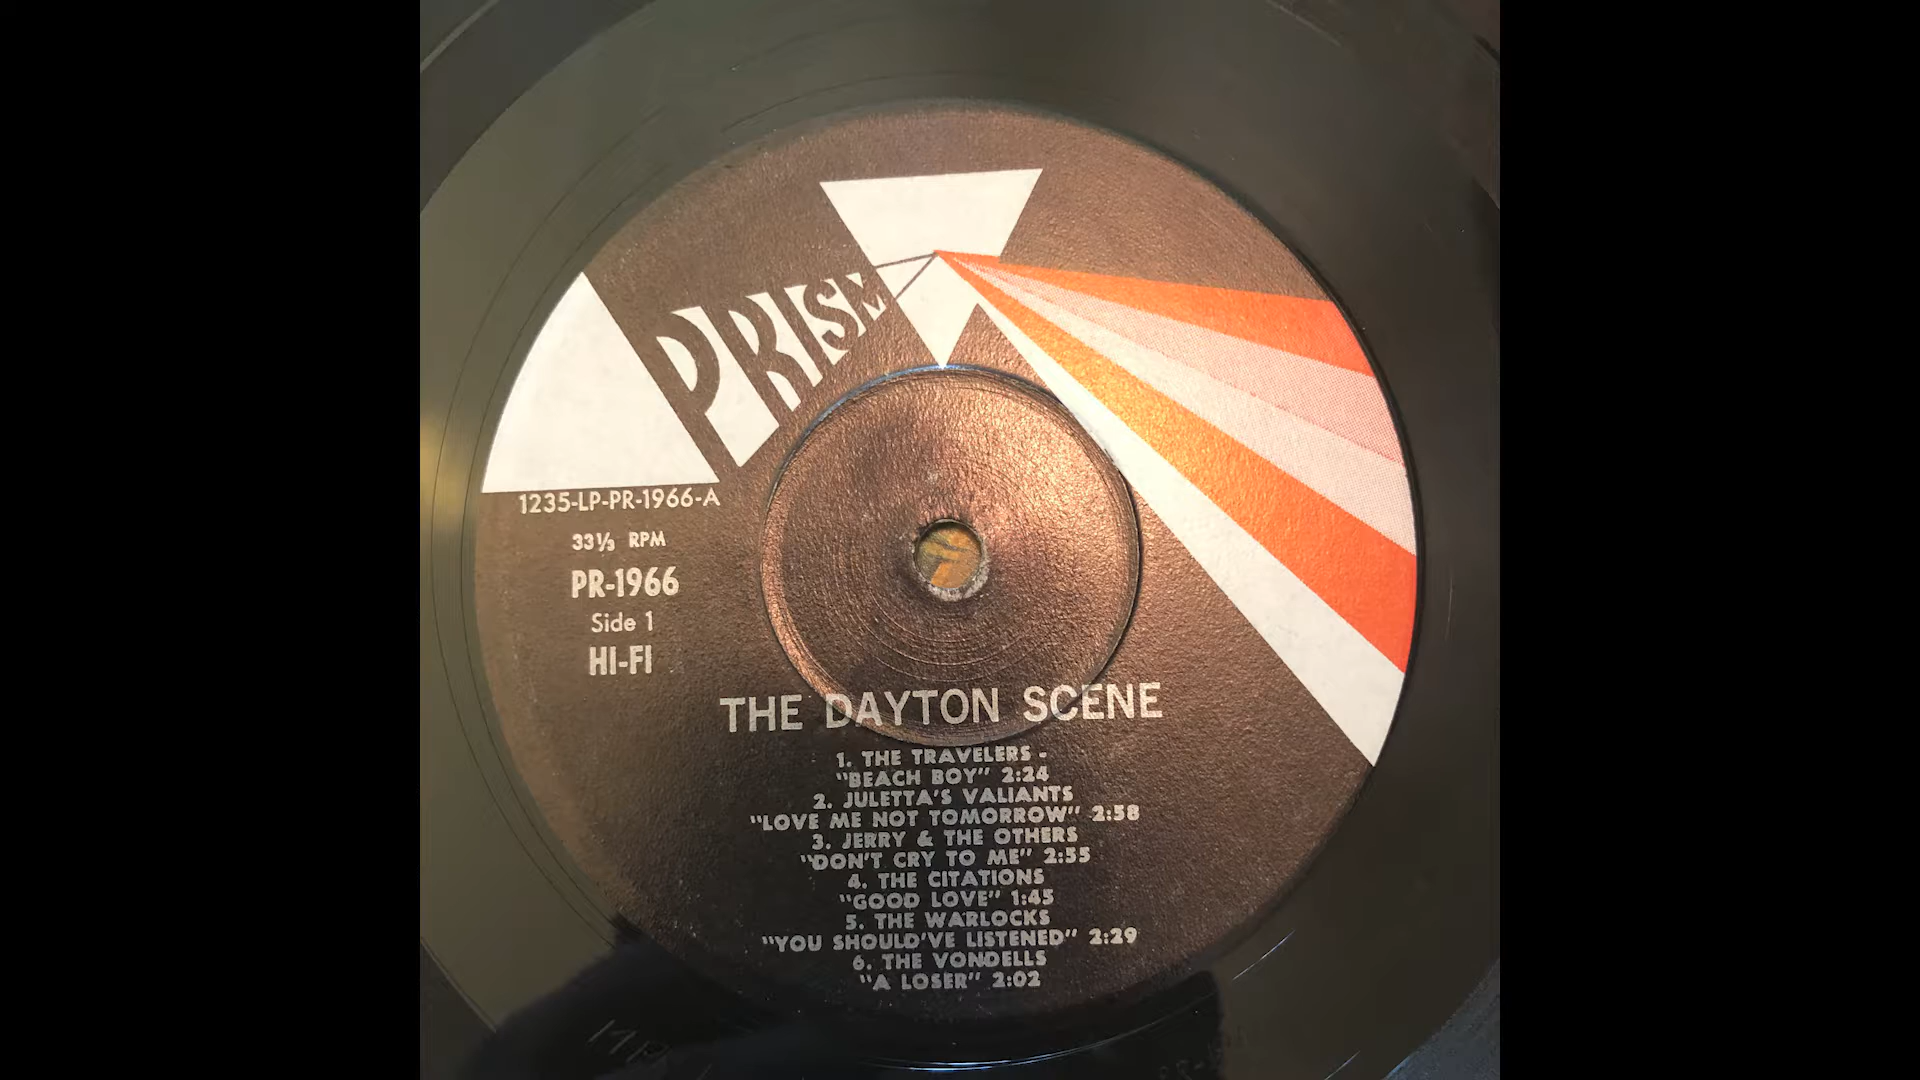 PRISM
1235-LP-PR-1966-A
33⅓ RPM
PR-1966
Side 1
HI-FI
THE DAYTON SCENE
1. THE TRAVELERS -
"BEACH BOY" 2:24
2. JULETTA'S VALIANTS
"LOVE ME NOT TOMORROW" 2:58
3. JERRY & THE OTHERS
"DON'T CRY TO ME" 2:55
4. THE CITATIONS
"GOOD LOVE" 1:45
5. THE WARLOCKS
"YOU SHOULD'VE LISTENED" 2:29
6. THE VONDELLS
"A LOSER" 2:02